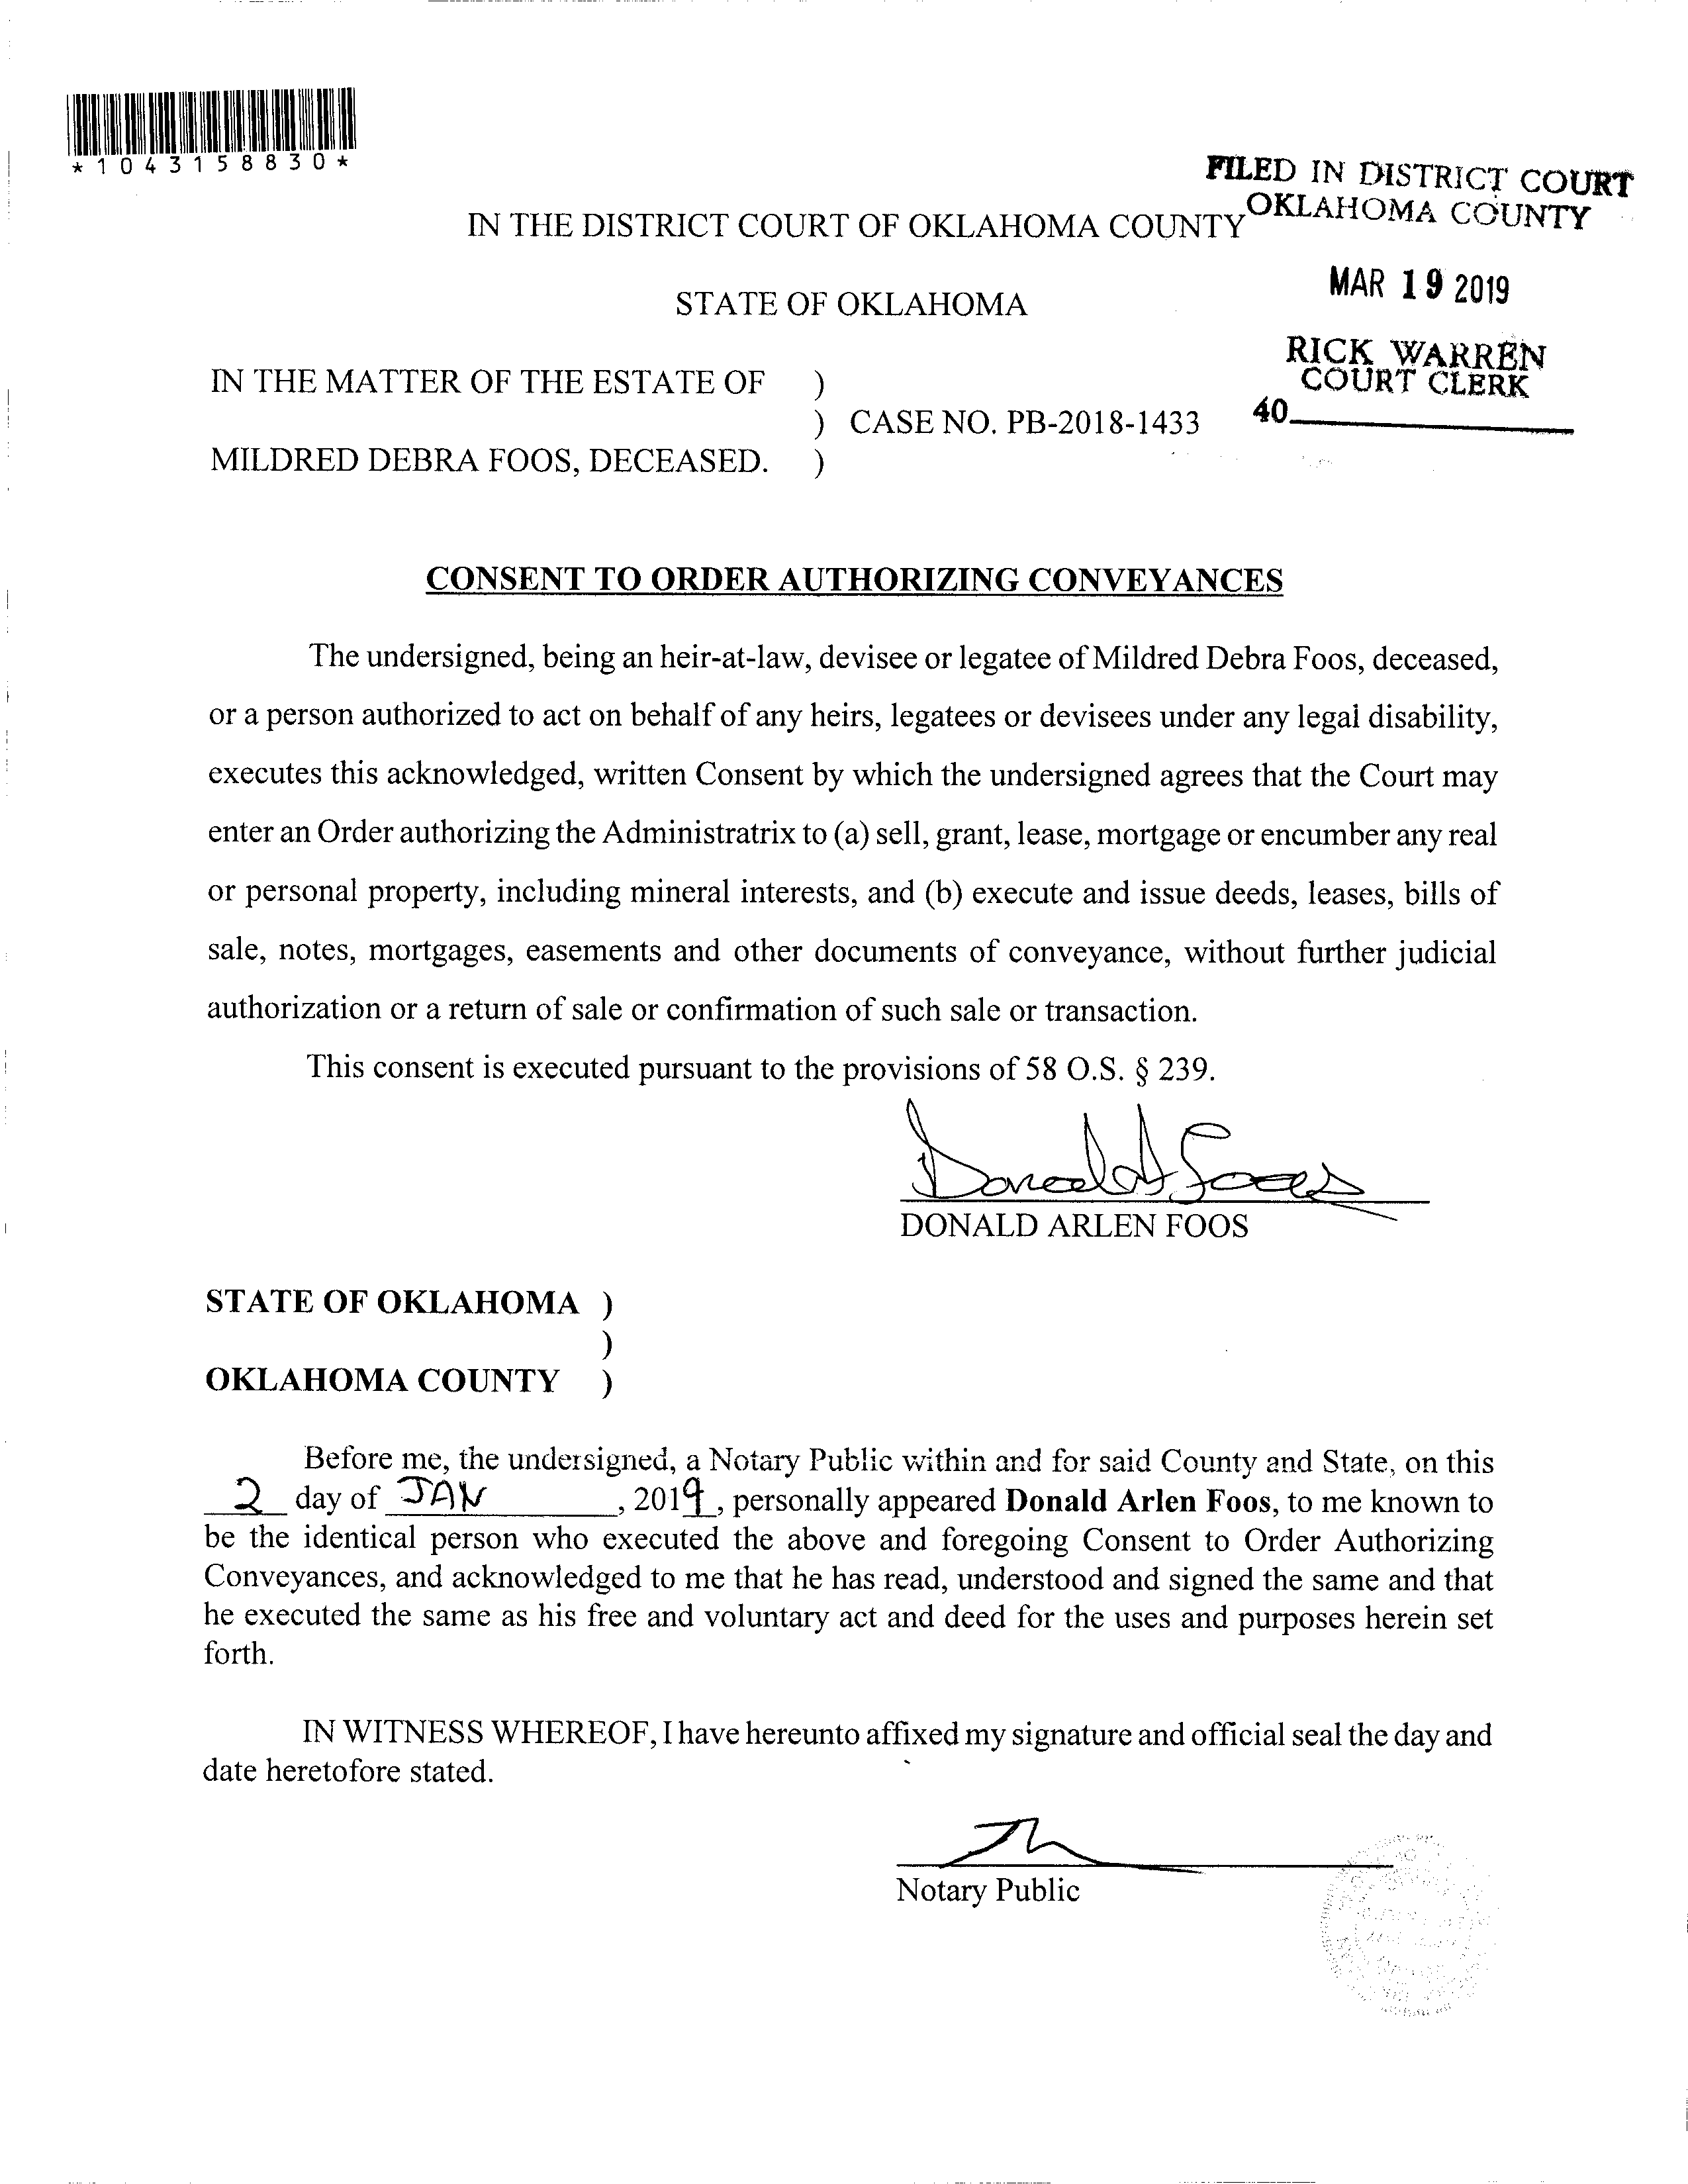 *1043158830*
FILED IN DISTRICT COURT
OKLAHOMA COUNTY
IN THE DISTRICT COURT OF OKLAHOMA COUNTY
STATE OF OKLAHOMA
MAR 19 2019
RICK WARREN
COURT CLERK
40
IN THE MATTER OF THE ESTATE OF )
) CASE NO. PB-2018-1433
MILDRED DEBRA FOOS, DECEASED. )
CONSENT TO ORDER AUTHORIZING CONVEYANCES
The undersigned, being an heir-at-law, devisee or legatee of Mildred Debra Foos, deceased,
or a person authorized to act on behalf of any heirs, legatees or devisees under any legal disability,
executes this acknowledged, written Consent by which the undersigned agrees that the Court may
enter an Order authorizing the Administratrix to (a) sell, grant, lease, mortgage or encumber any real
or personal property, including mineral interests, and (b) execute and issue deeds, leases, bills of
sale, notes, mortgages, easements and other documents of conveyance, without further judicial
authorization or a return of sale or confirmation of such sale or transaction.
This consent is executed pursuant to the provisions of 58 O.S. § 239.
Donald A. Foos
DONALD ARLEN FOOS
STATE OF OKLAHOMA )
)
OKLAHOMA COUNTY )
Before me, the undersigned, a Notary Public within and for said County and State, on this
2 day of JAN, 2019, personally appeared Donald Arlen Foos, to me known to
be the identical person who executed the above and foregoing Consent to Order Authorizing
Conveyances, and acknowledged to me that he has read, understood and signed the same and that
he executed the same as his free and voluntary act and deed for the uses and purposes herein set
forth.
IN WITNESS WHEREOF, I have hereunto affixed my signature and official seal the day and
date heretofore stated.
Notary Public